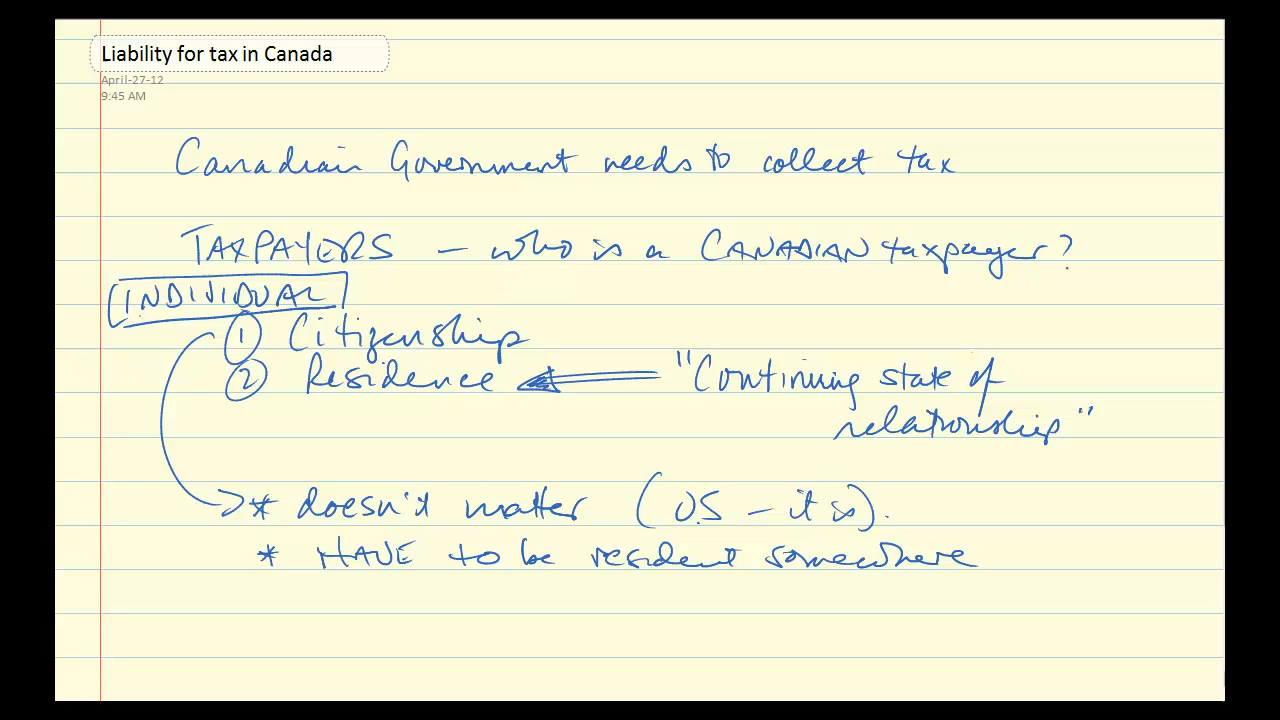 Liability for tax in Canada
April-27-12
9:45 AM
Canadian Government needs to collect tax
TAXPAYERS – who is a CANADIAN taxpayer?
INDIVIDUAL
① Citizenship
② Residence "Continuing state of
relationship"
* doesn't matter (US – it is).
* HAVE to be resident somewhere